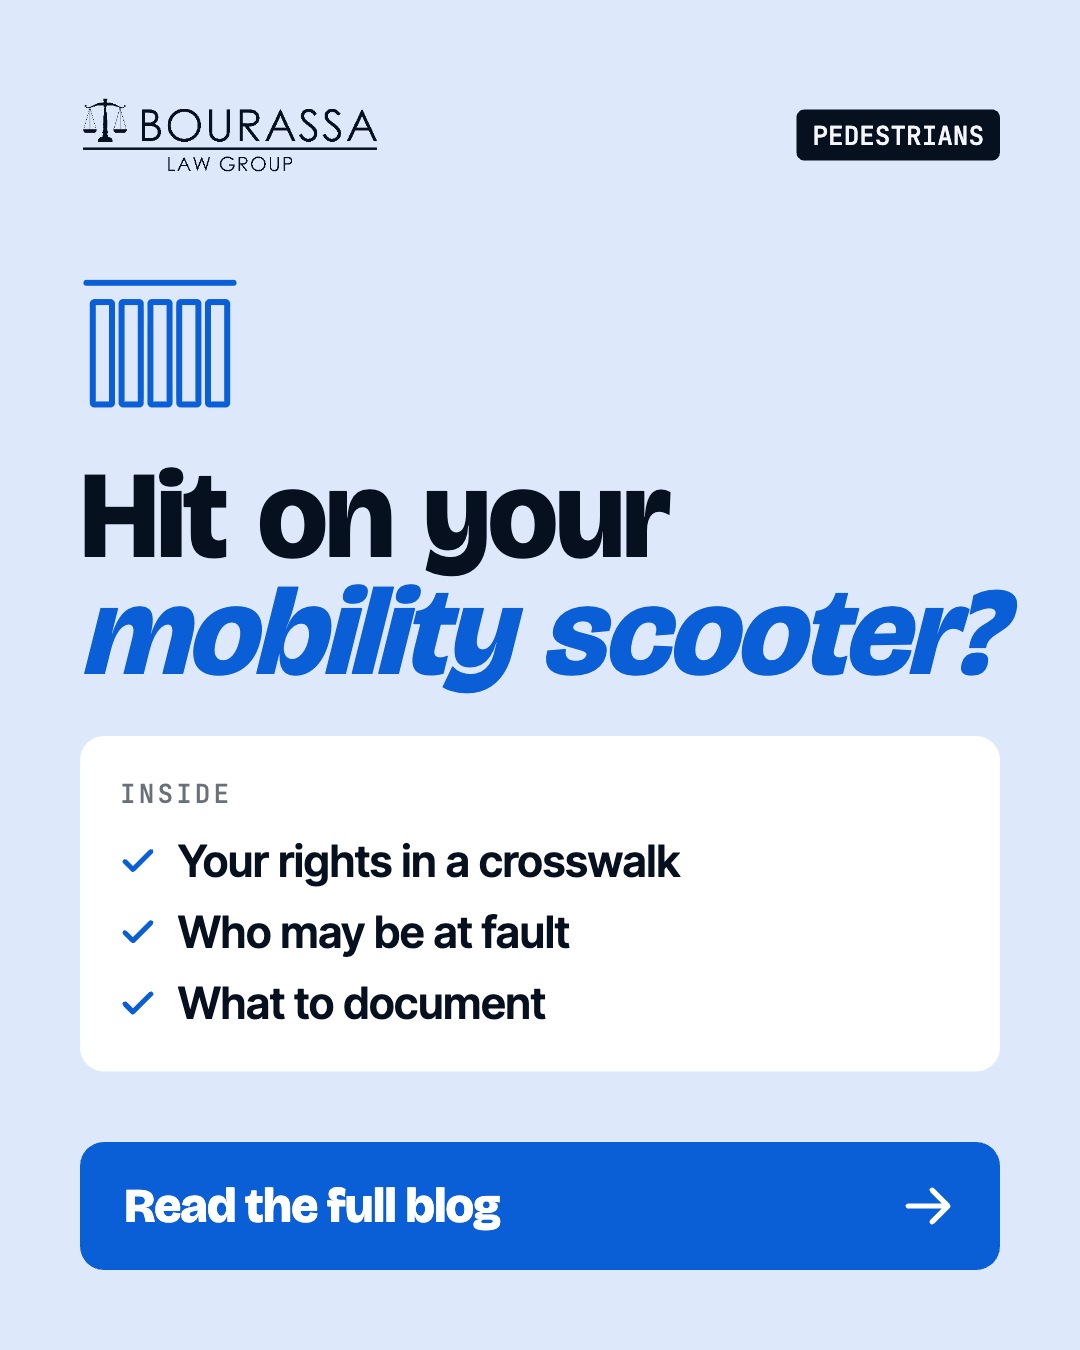 BOURASSA
LAW GROUP
PEDESTRIANS
Hit on your
mobility scooter?
INSIDE
Your rights in a crosswalk
Who may be at fault
What to document
Read the full blog